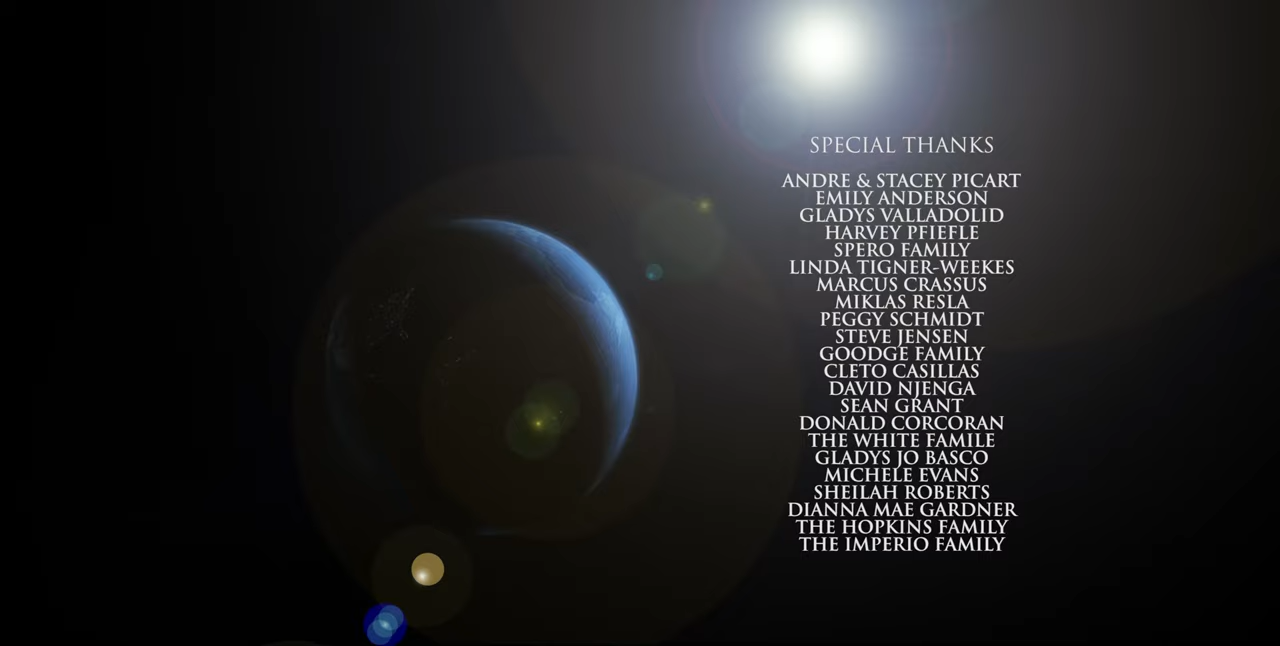 SPECIAL THANKS
ANDRE & STACEY PICART
EMILY ANDERSON
GLADYS VALLADOLID
HARVEY PFIEFLE
SPERO FAMILY
LINDA TIGNER-WEEKES
MARCUS CRASSUS
MIKLAS RESLA
PEGGY SCHMIDT
STEVE JENSEN
GOODGE FAMILY
CLETO CASILLAS
DAVID NJENGA
SEAN GRANT
DONALD CORCORAN
THE WHITE FAMILE
GLADYS JO BASCO
MICHELE EVANS
SHEILAH ROBERTS
DIANNA MAE GARDNER
THE HOPKINS FAMILY
THE IMPERIO FAMILY